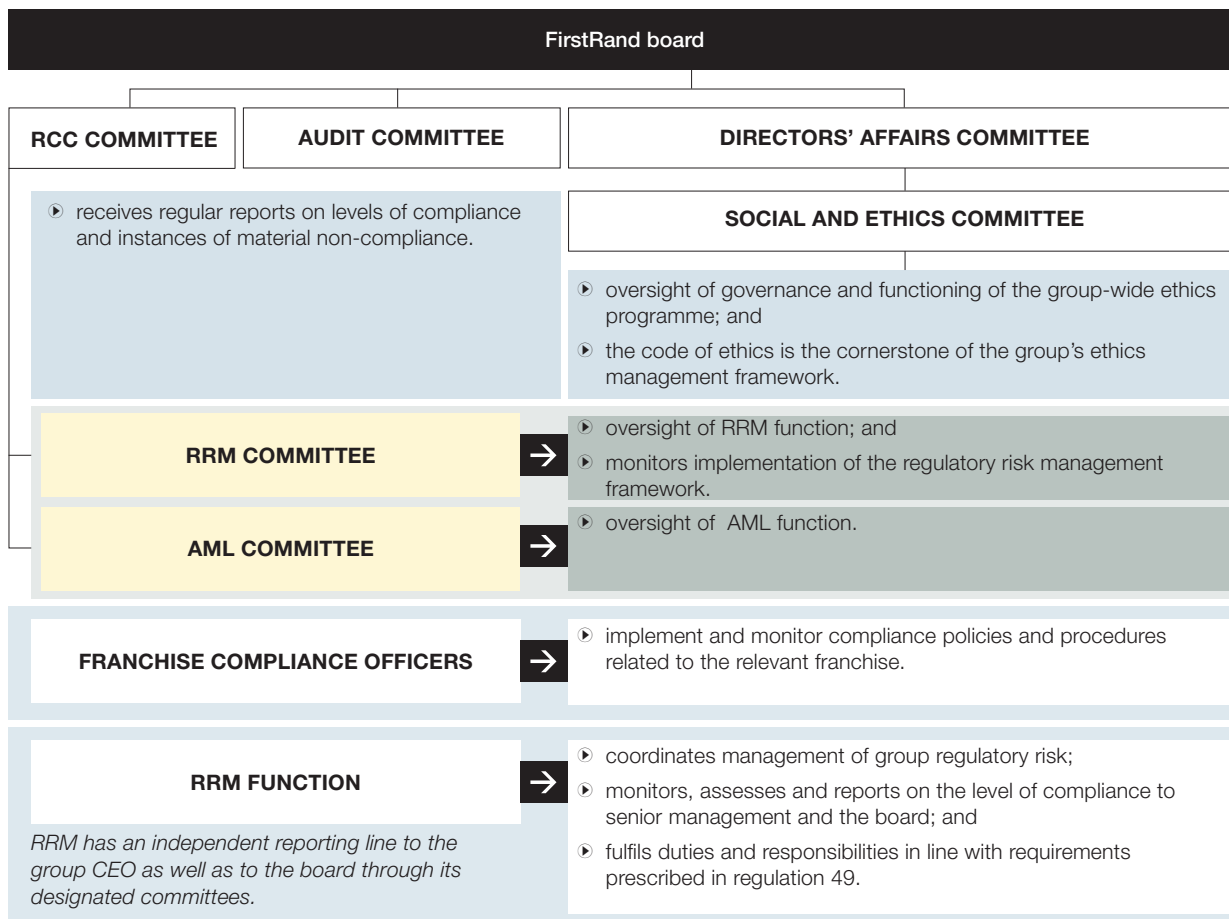 FirstRand board
RCC COMMITTEE
AUDIT COMMITTEE
DIRECTORS’ AFFAIRS COMMITTEE
receives regular reports on levels of compliance
and instances of material non-compliance.
SOCIAL AND ETHICS COMMITTEE
oversight of governance and functioning of the group-wide ethics
programme; and
the code of ethics is the cornerstone of the group’s ethics
management framework.
RRM COMMITTEE
oversight of RRM function; and
monitors implementation of the regulatory risk management
framework.
AML COMMITTEE
oversight of AML function.
FRANCHISE COMPLIANCE OFFICERS
implement and monitor compliance policies and procedures
related to the relevant franchise.
RRM FUNCTION
RRM has an independent reporting line to the
group CEO as well as to the board through its
designated committees.
coordinates management of group regulatory risk;
monitors, assesses and reports on the level of compliance to
senior management and the board; and
fulfils duties and responsibilities in line with requirements
prescribed in regulation 49.